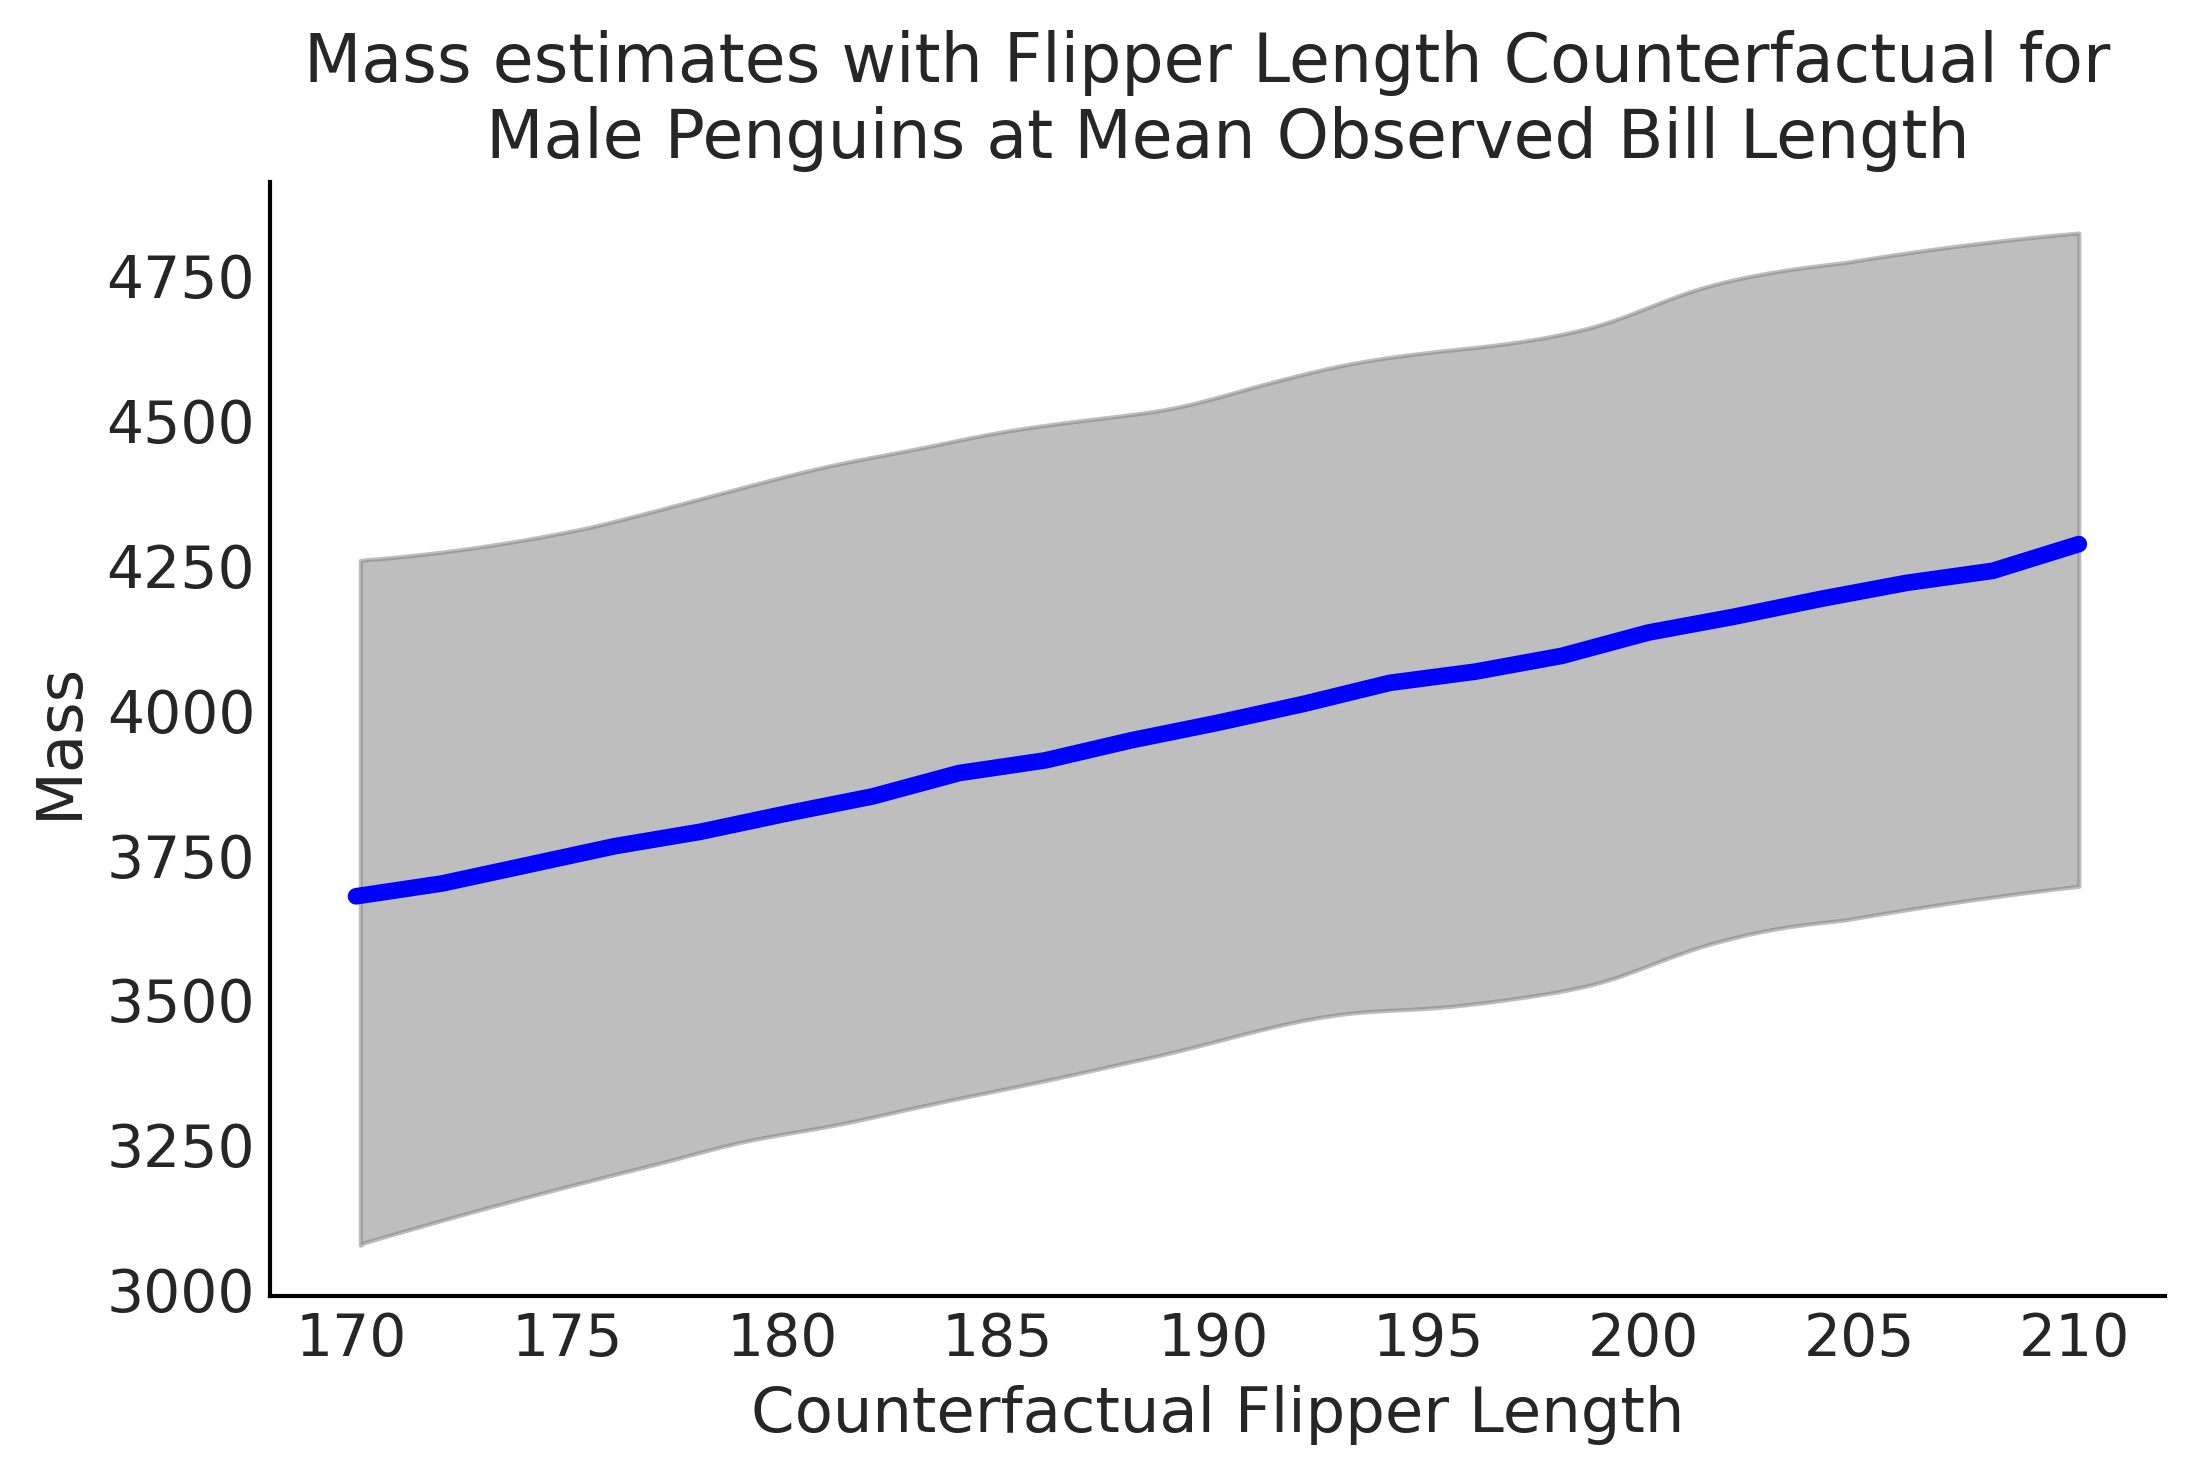 Mass estimates with Flipper Length Counterfactual for
Male Penguins at Mean Observed Bill Length
4750
4500
4250
4000
3750
3500
3250
3000
Mass
170 175 180 185 190 195 200 205 210
Counterfactual Flipper Length